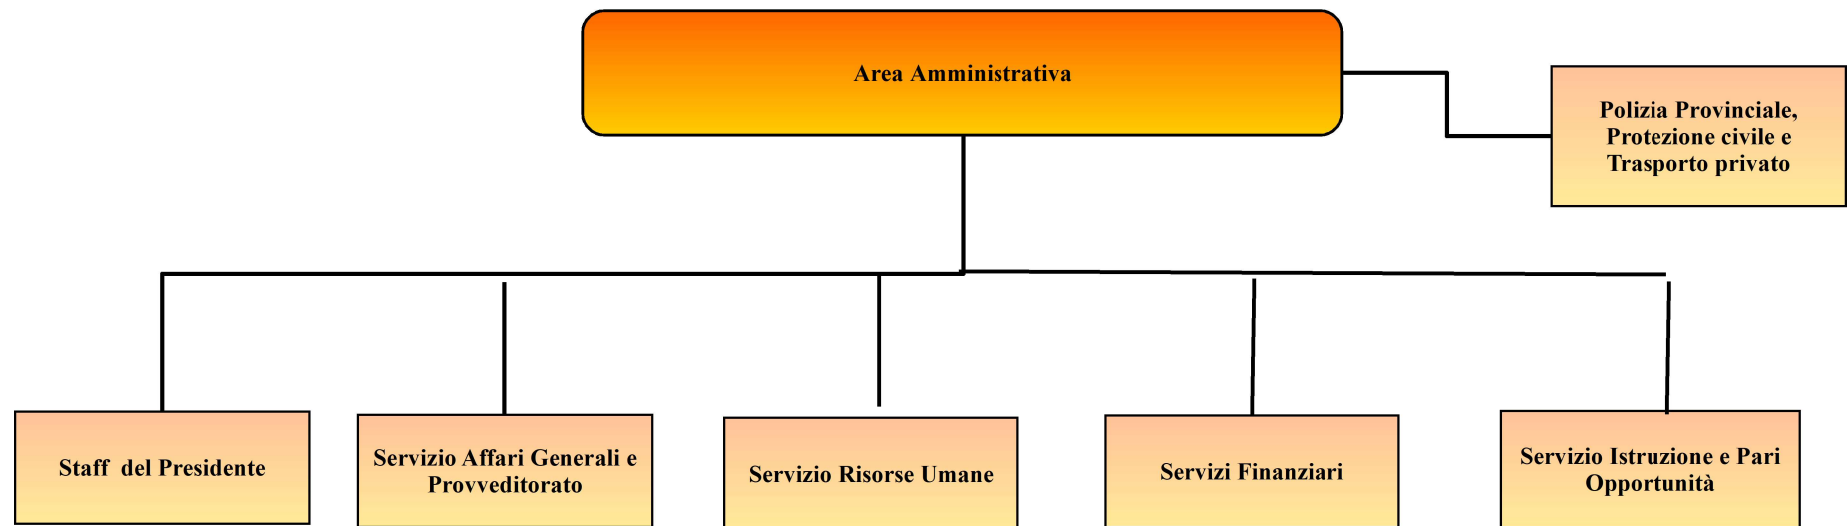 Area Amministrativa
Polizia Provinciale,
Protezione civile e
Trasporto privato
Staff del Presidente
Servizio Affari Generali e
Provveditorato
Servizio Risorse Umane
Servizi Finanziari
Servizio Istruzione e Pari
Opportunità